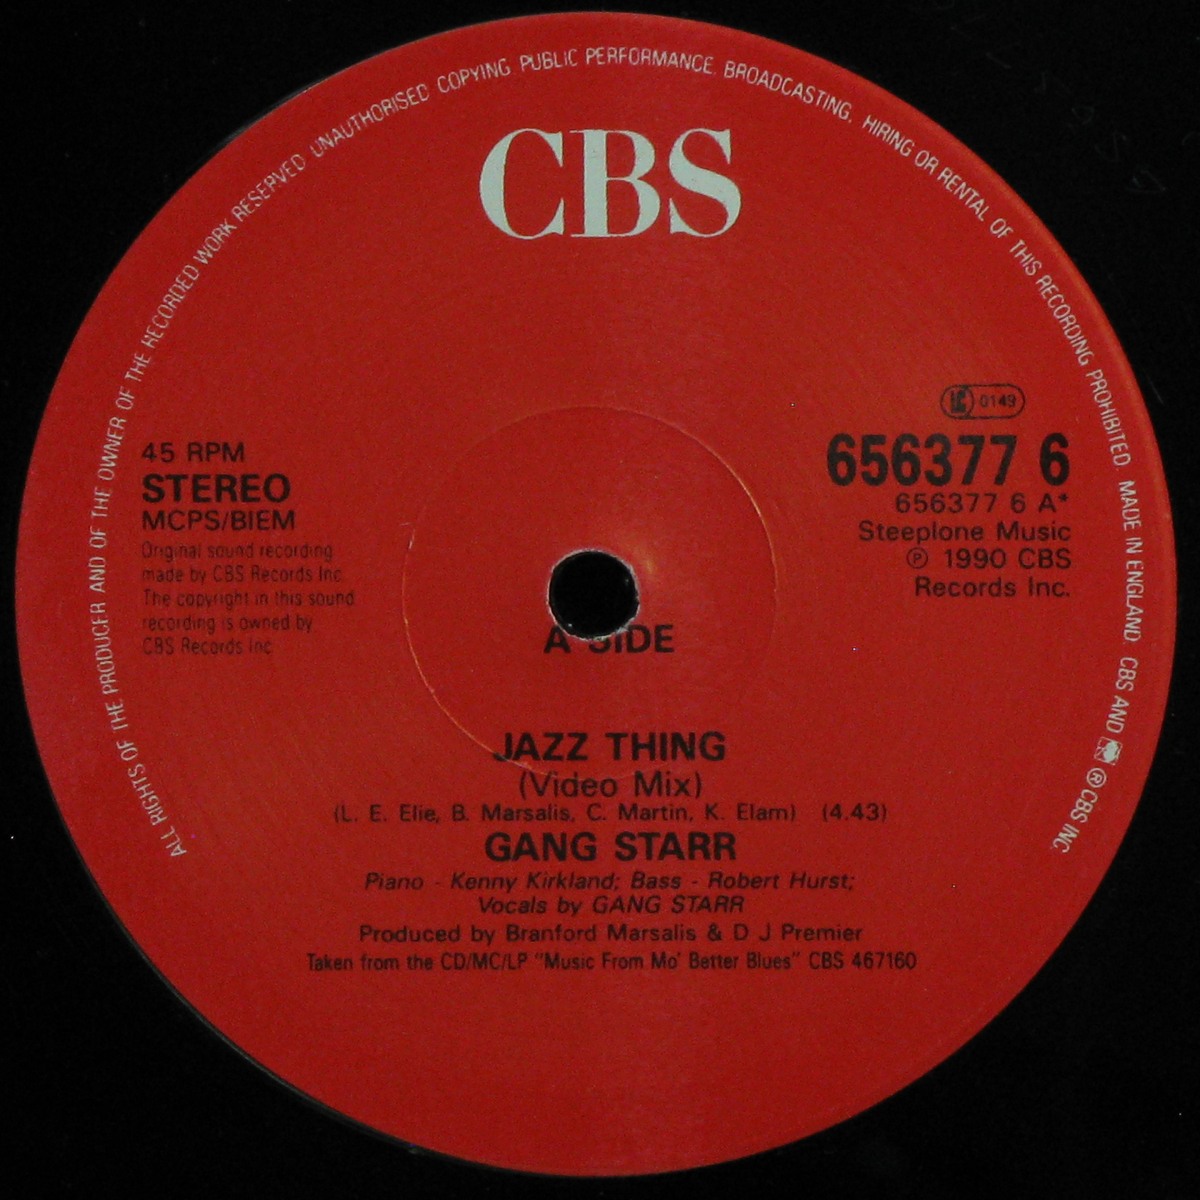 ALL RIGHTS OF THE PRODUCER AND OF THE OWNER OF THE RECORDED WORK RESERVED UNAUTHORISED COPYING PUBLIC PERFORMANCE. BROADCASTING. HIRING OR RENTAL OF THIS RECORDING PROHIBITED. MADE IN ENGLAND. CBS AND ® CBS INC.
CBS
45 RPM
STEREO
MCPS/BIEM
Original sound recording
made by CBS Records Inc.
The copyright in this sound
recording is owned by
CBS Records Inc
LC 0149
656377 6
656377 6 A*
Steeplone Music
℗ 1990 CBS
Records Inc.
A SIDE
JAZZ THING
(Video Mix)
(L. E. Elie, B. Marsalis, C. Martin, K. Elam) (4.43)
GANG STARR
Piano - Kenny Kirkland; Bass - Robert Hurst;
Vocals by GANG STARR
Produced by Branford Marsalis & D J Premier
Taken from the CD/MC/LP "Music From Mo' Better Blues" CBS 467160